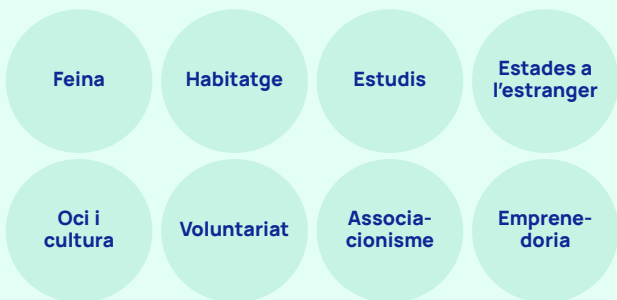 Feina
Habitatge
Estudis
Estades a
l'estranger
Oci i
cultura
Voluntariat
Associa-
cionisme
Emprene-
doria